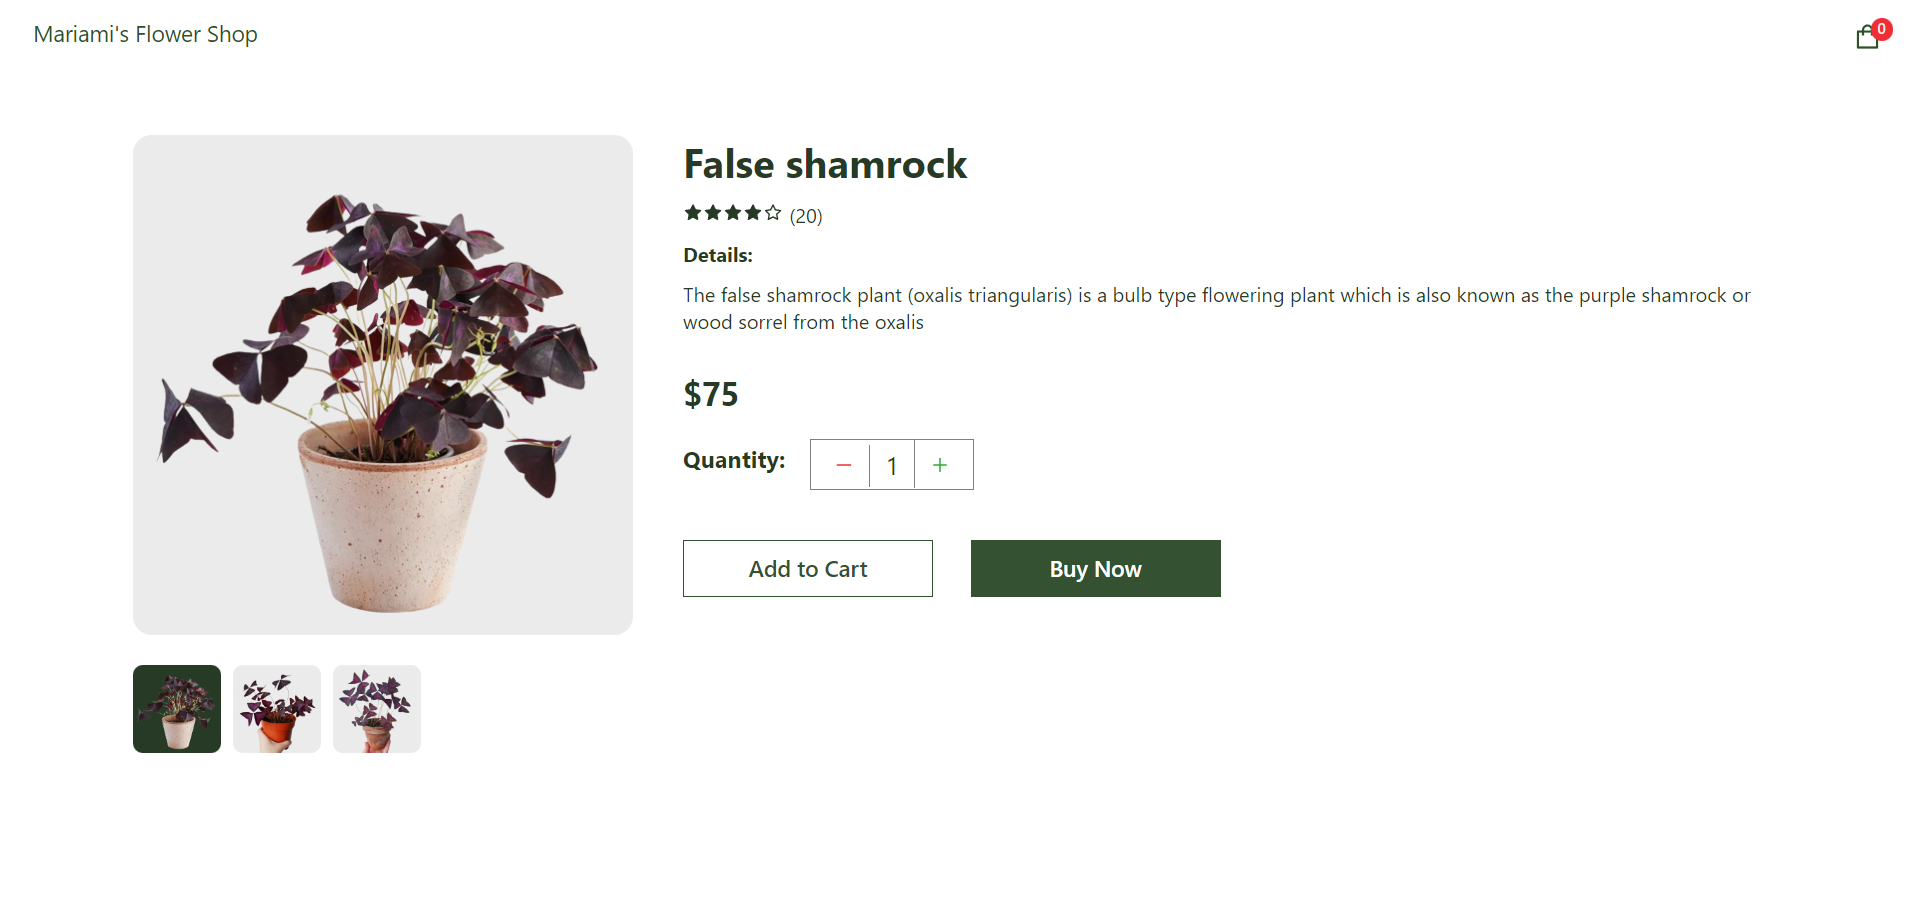 Mariami's Flower Shop
0
False shamrock
(20)
Details:
The false shamrock plant (oxalis triangularis) is a bulb type flowering plant which is also known as the purple shamrock or
wood sorrel from the oxalis
$75
Quantity: − 1 +
Add to Cart
Buy Now